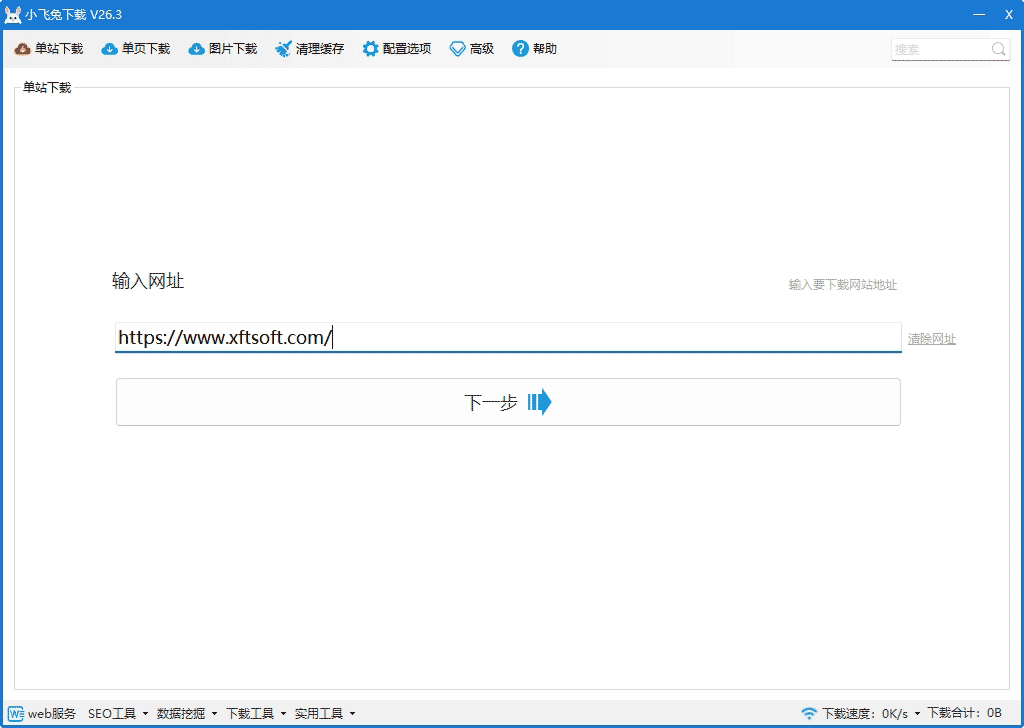 小飞兔下载 V26.3
单站下载 单页下载 图片下载 清理缓存 配置选项 高级 帮助 搜索
单站下载
输入网址 输入要下载网站地址
https://www.xftsoft.com/ 清除网址
下一步
web服务 SEO工具 数据挖掘 下载工具 实用工具 下载速度：0K/s 下载合计：0B